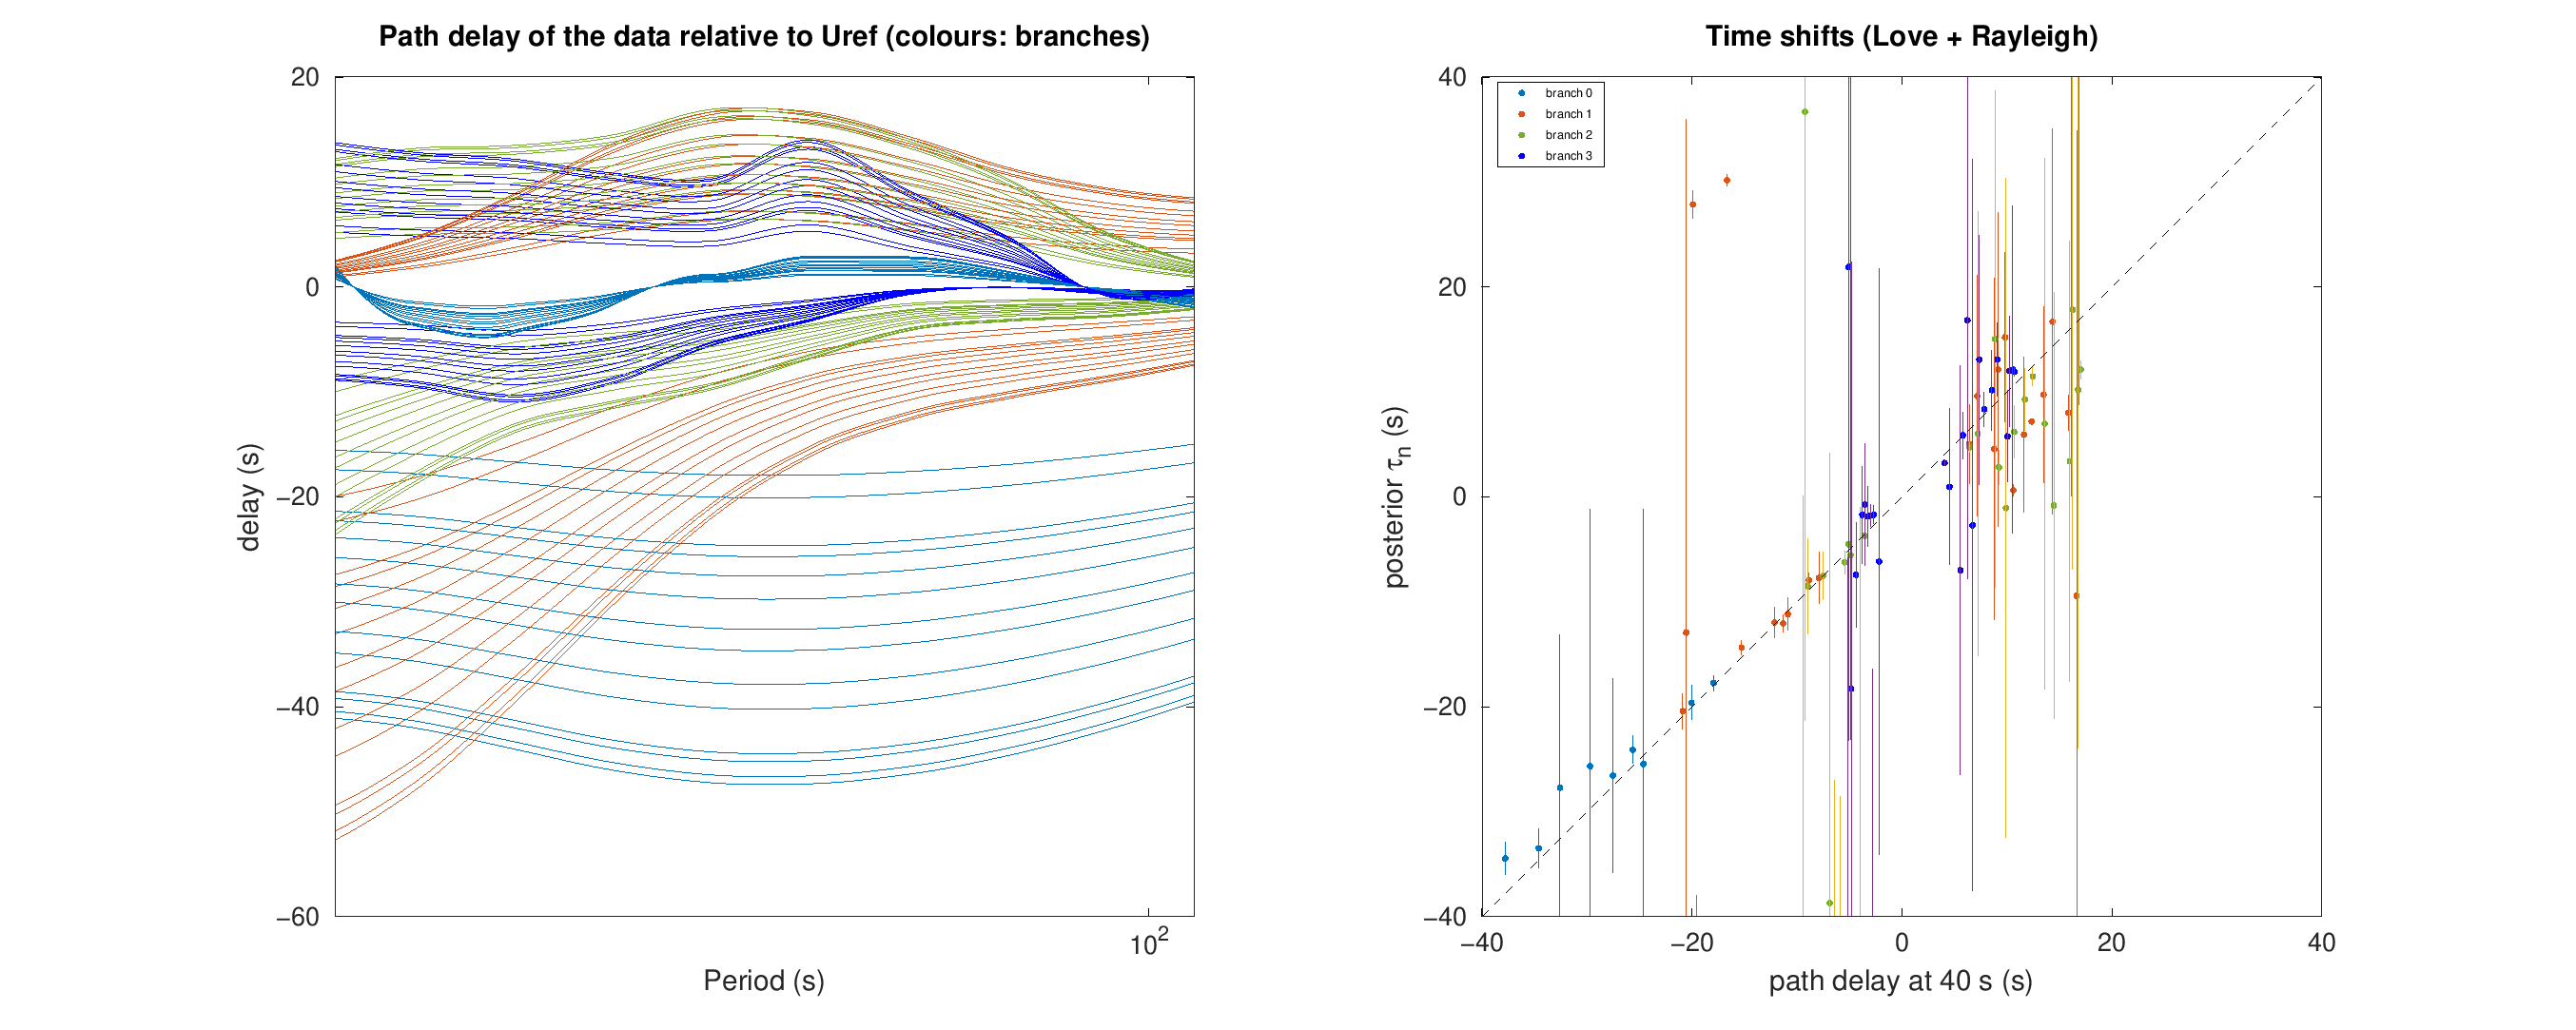 Path delay of the data relative to Uref (colours: branches)
20
0
−20
−40
−60
delay (s)
10²
Period (s)
Time shifts (Love + Rayleigh)
branch 0
branch 1
branch 2
branch 3
40
20
0
−20
−40
posterior τₙ (s)
−40
−20
0
20
40
path delay at 40 s (s)